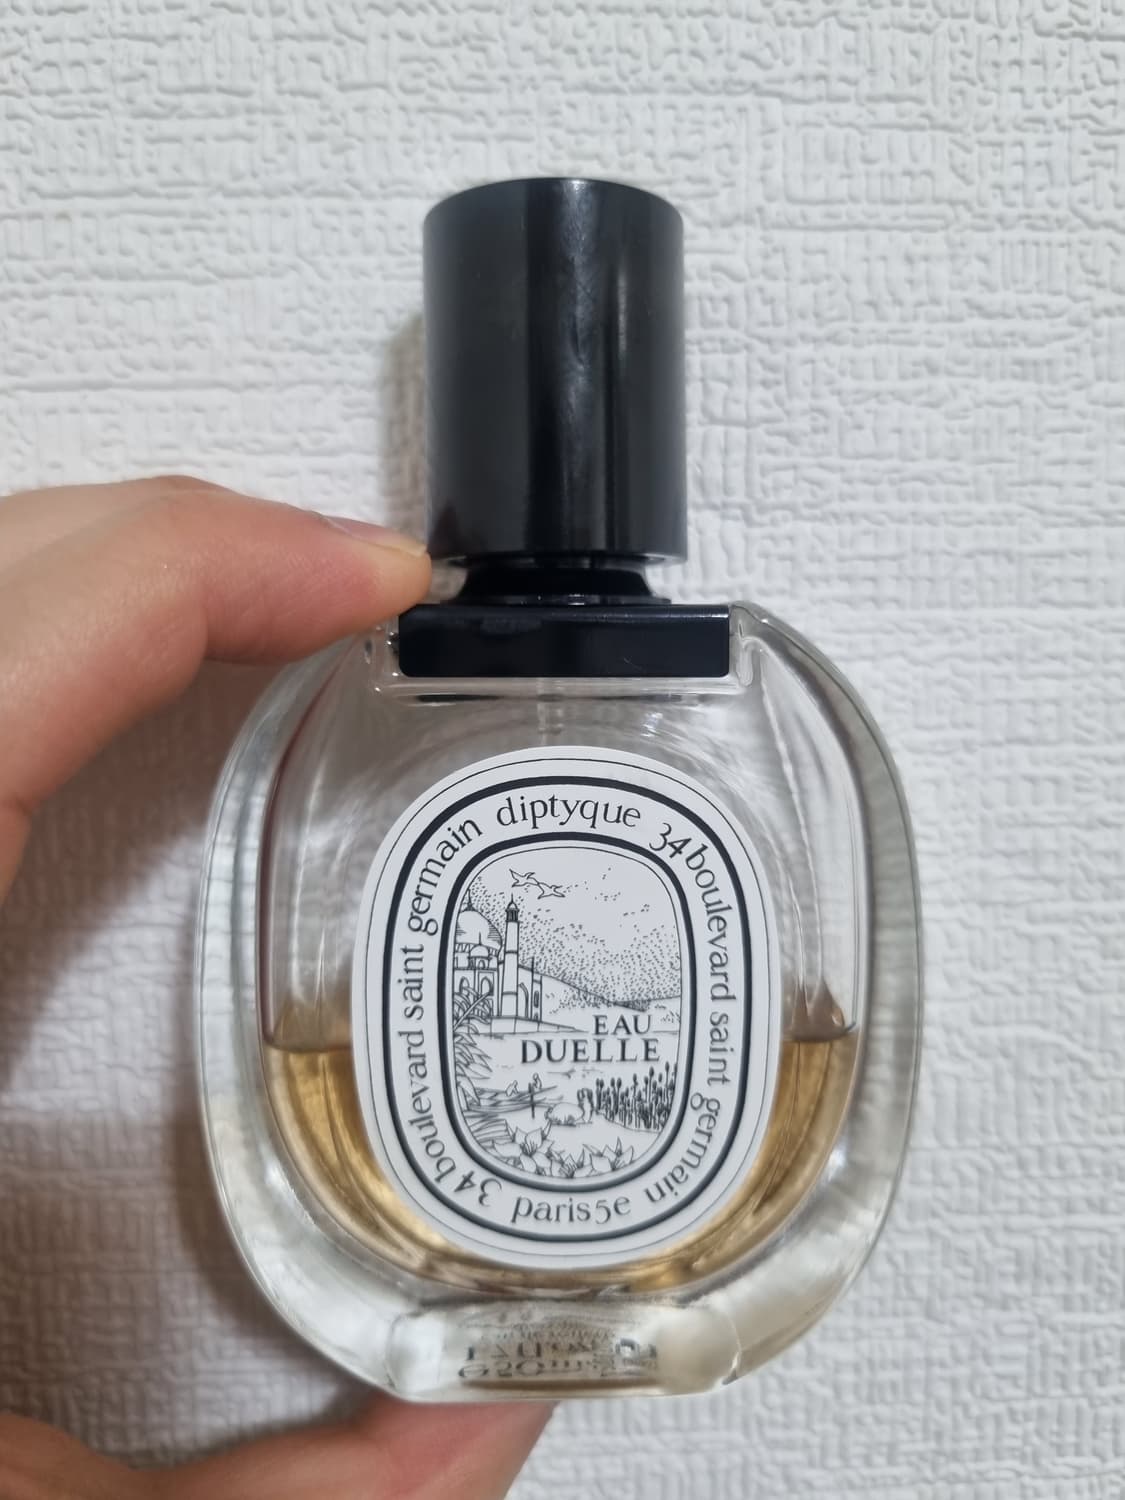 diptyque 34 boulevard saint germain paris 5e 34 boulevard saint germain
EAU
DUELLE